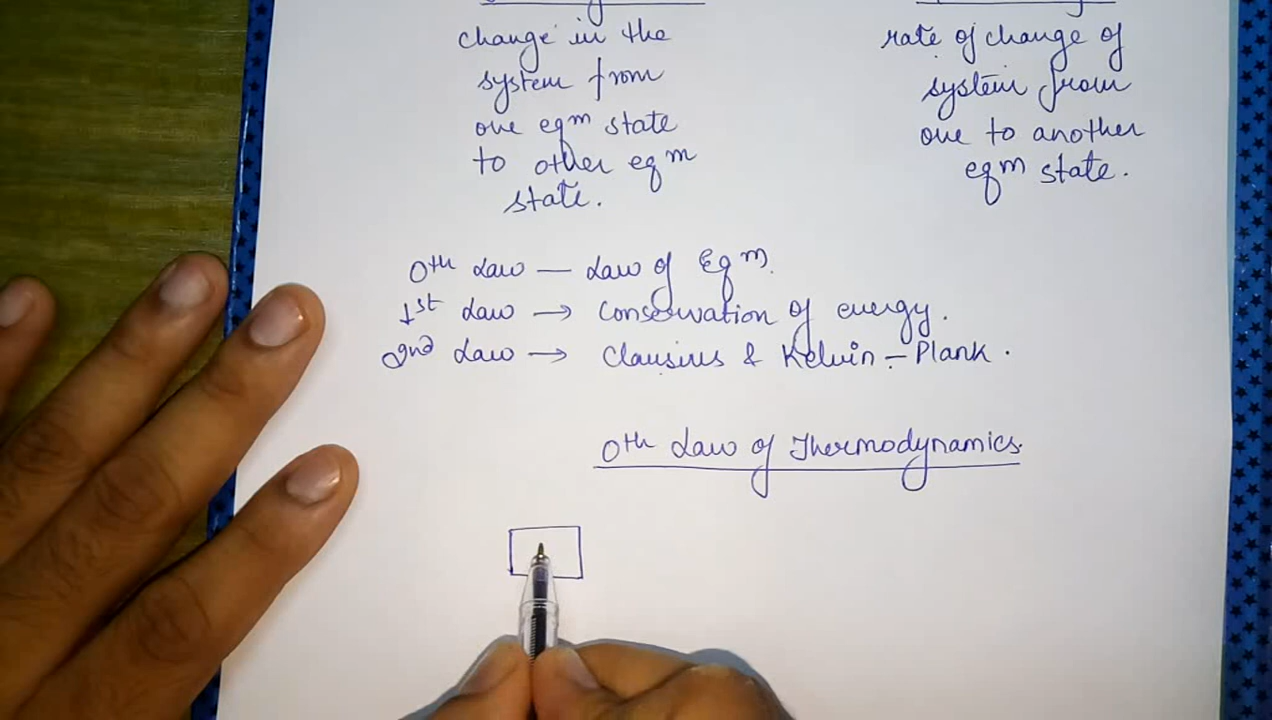 change in the
system from
one eqm state
to other eqm
state.
rate of change of
system from
one to another
eqm state.
0th Law — Law of Eqm.
1st Law → Conservation of energy.
2nd Law → Clausius & Kelvin - Plank.
0th Law of Thermodynamics.